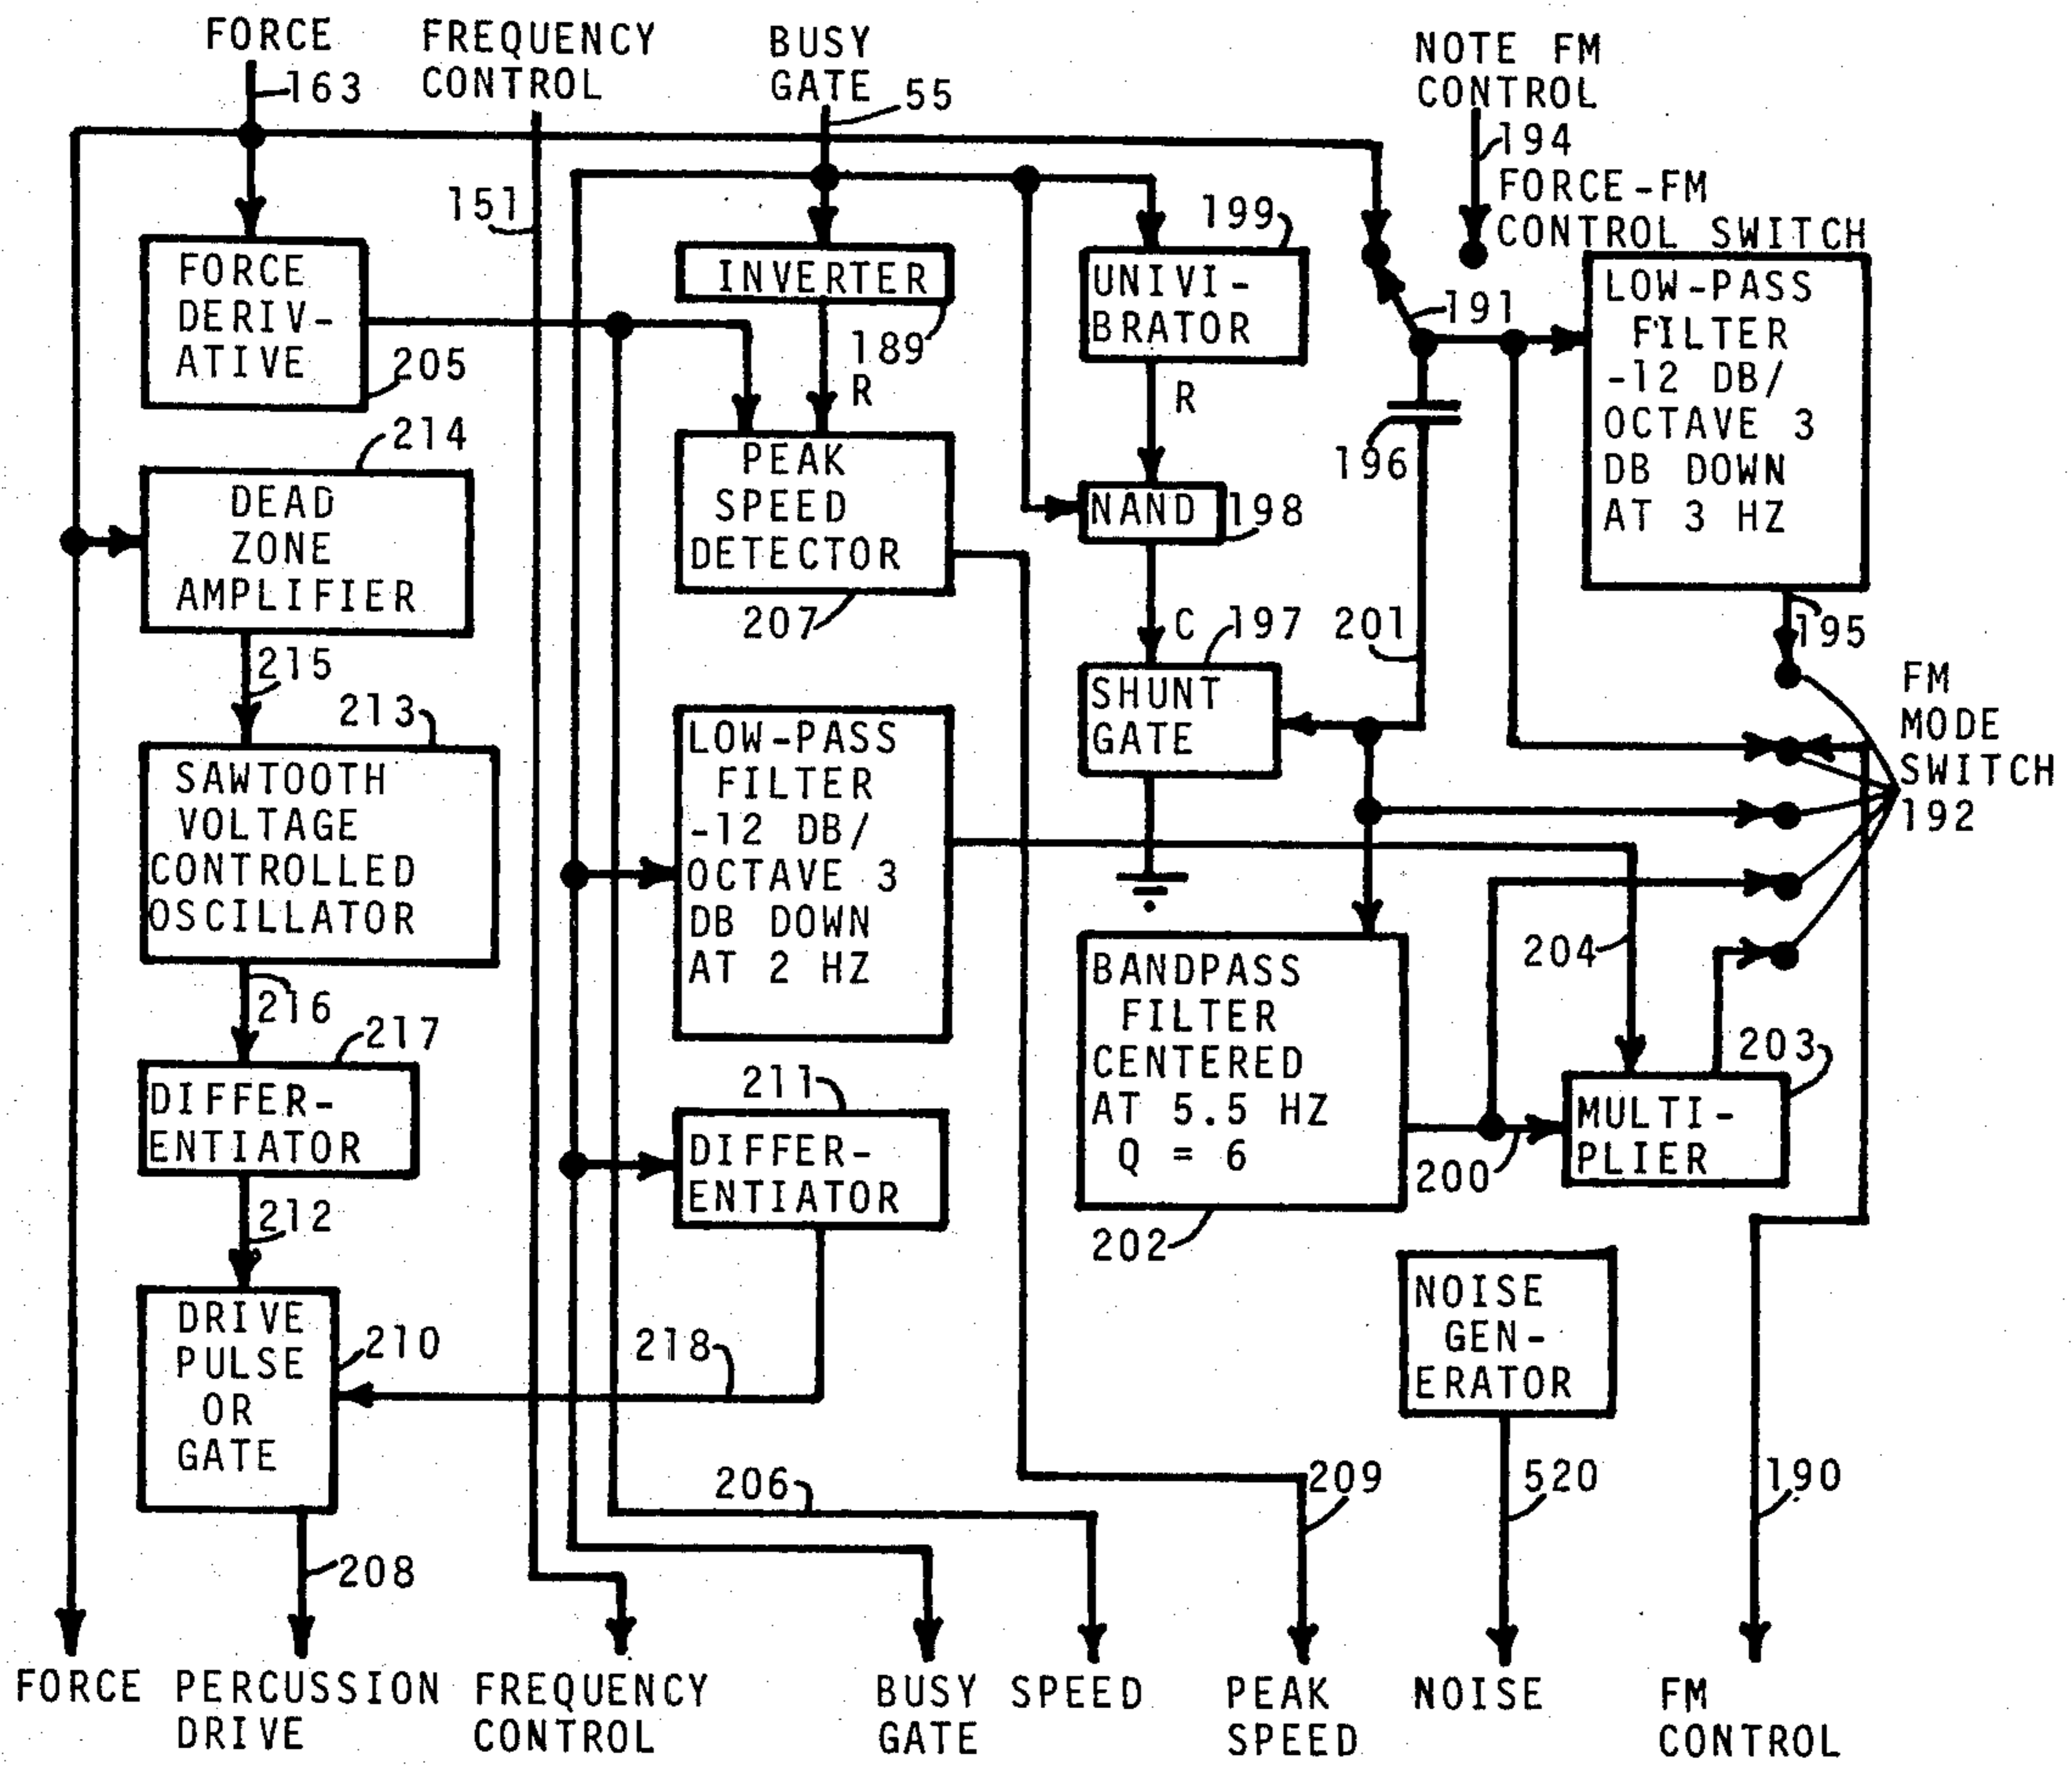 FORCE
163
FREQUENCY
CONTROL
BUSY
GATE
55
NOTE FM
CONTROL
194
FORCE-FM
CONTROL SWITCH
151
199
FORCE
DERIV-
ATIVE
205
INVERTER
189
R
UNIVI-
BRATOR
R
191
196
LOW-PASS
FILTER
-12 DB/
OCTAVE 3
DB DOWN
AT 3 HZ
195
214
DEAD
ZONE
AMPLIFIER
215
PEAK
SPEED
DETECTOR
207
NAND
198
C
197
201
SHUNT
GATE
FM
MODE
SWITCH
192
213
SAWTOOTH
VOLTAGE
CONTROLLED
OSCILLATOR
216
LOW-PASS
FILTER
-12 DB/
OCTAVE 3
DB DOWN
AT 2 HZ
204
BANDPASS
FILTER
CENTERED
AT 5.5 HZ
Q = 6
202
200
203
MULTI-
PLIER
217
DIFFER-
ENTIATOR
212
211
DIFFER-
ENTIATOR
218
DRIVE
PULSE
OR
GATE
210
208
206
209
NOISE
GEN-
ERATOR
520
190
FORCE
PERCUSSION
DRIVE
FREQUENCY
CONTROL
BUSY
GATE
SPEED
PEAK
SPEED
NOISE
FM
CONTROL